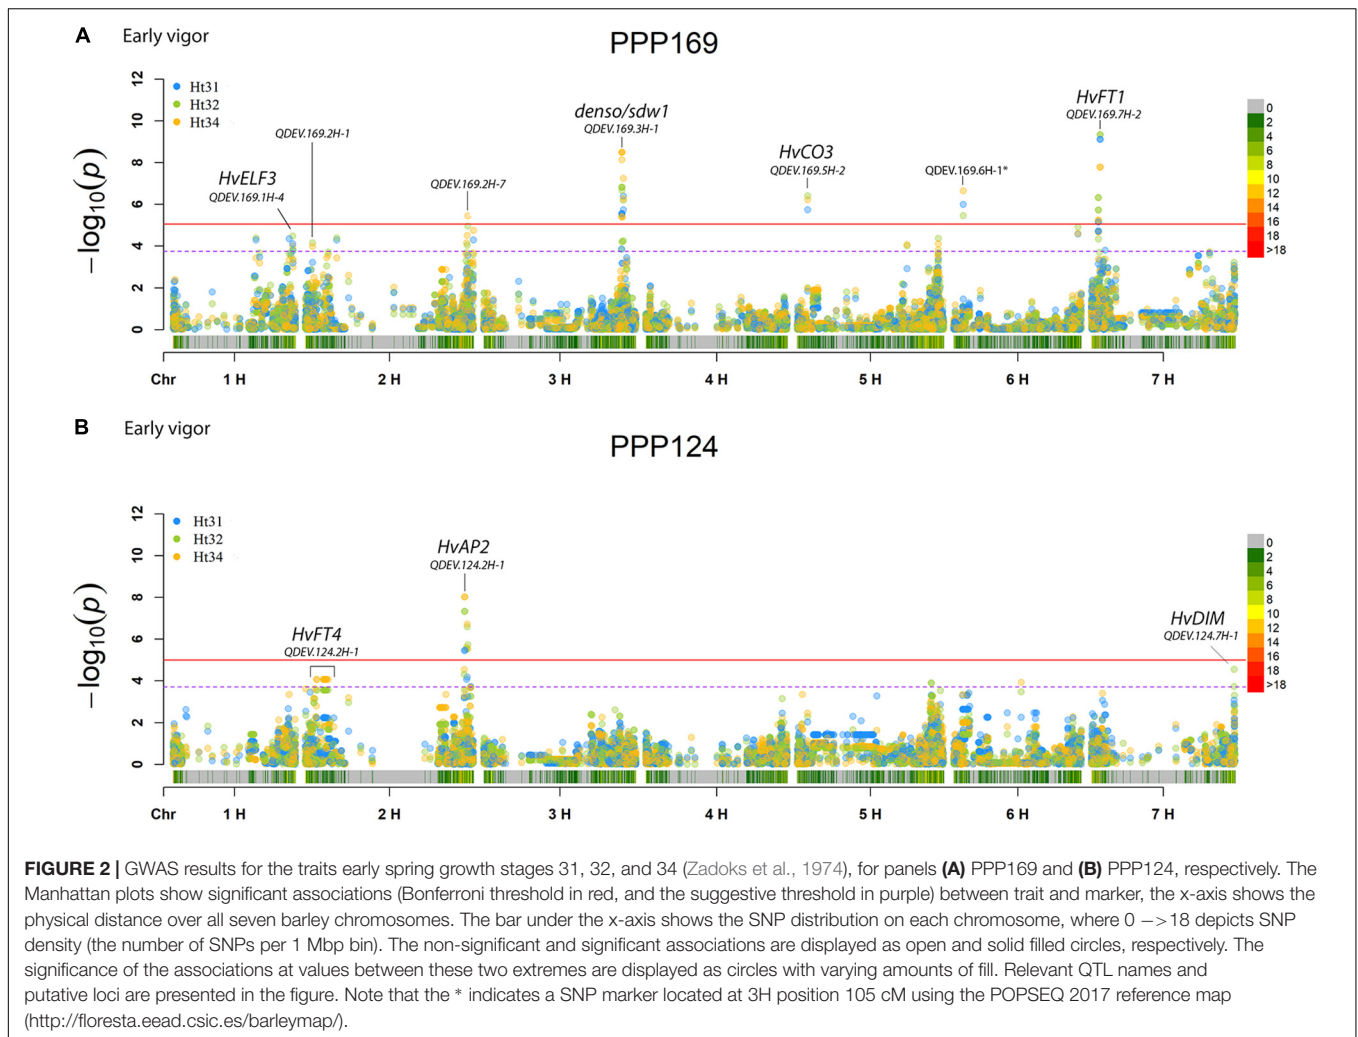 A Early vigor
PPP169
12
10
8
6
4
2
0
−log10(p)
Ht31
Ht32
Ht34
HvELF3
QDEV.169.1H-4
QDEV.169.2H-1
QDEV.169.2H-7
denso/sdw1
QDEV.169.3H-1
HvCO3
QDEV.169.5H-2
QDEV.169.6H-1*
HvFT1
QDEV.169.7H-2
0
2
4
6
8
10
12
14
16
18
>18
Chr 1 H 2 H 3 H 4 H 5 H 6 H 7 H
B Early vigor
PPP124
12
10
8
6
4
2
0
−log10(p)
Ht31
Ht32
Ht34
HvFT4
QDEV.124.2H-1
HvAP2
QDEV.124.2H-1
HvDIM
QDEV.124.7H-1
0
2
4
6
8
10
12
14
16
18
>18
Chr 1 H 2 H 3 H 4 H 5 H 6 H 7 H
FIGURE 2 | GWAS results for the traits early spring growth stages 31, 32, and 34 (Zadoks et al., 1974), for panels (A) PPP169 and (B) PPP124, respectively. The
Manhattan plots show significant associations (Bonferroni threshold in red, and the suggestive threshold in purple) between trait and marker, the x-axis shows the
physical distance over all seven barley chromosomes. The bar under the x-axis shows the SNP distribution on each chromosome, where 0 −>18 depicts SNP
density (the number of SNPs per 1 Mbp bin). The non-significant and significant associations are displayed as open and solid filled circles, respectively. The
significance of the associations at values between these two extremes are displayed as circles with varying amounts of fill. Relevant QTL names and
putative loci are presented in the figure. Note that the * indicates a SNP marker located at 3H position 105 cM using the POPSEQ 2017 reference map
(http://floresta.eead.csic.es/barleymap/).